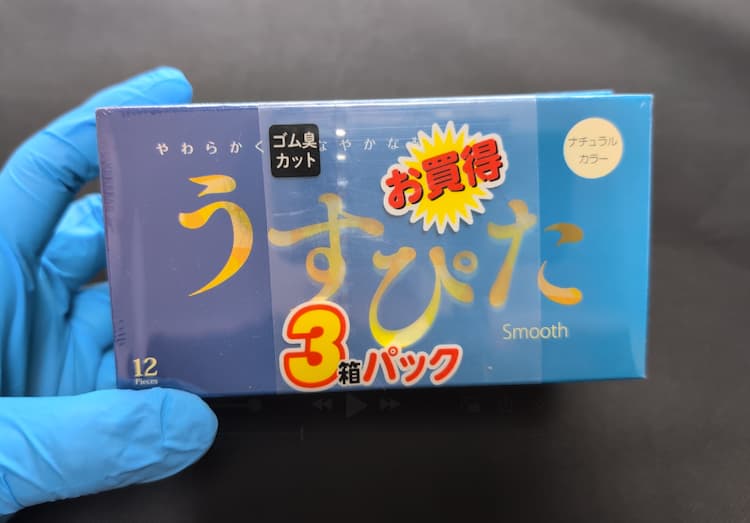 やわらかく
ゴム臭
カット
やかな
お買得
ナチュラル
カラー
うすぴた
Smooth
3箱パック
12
Pieces